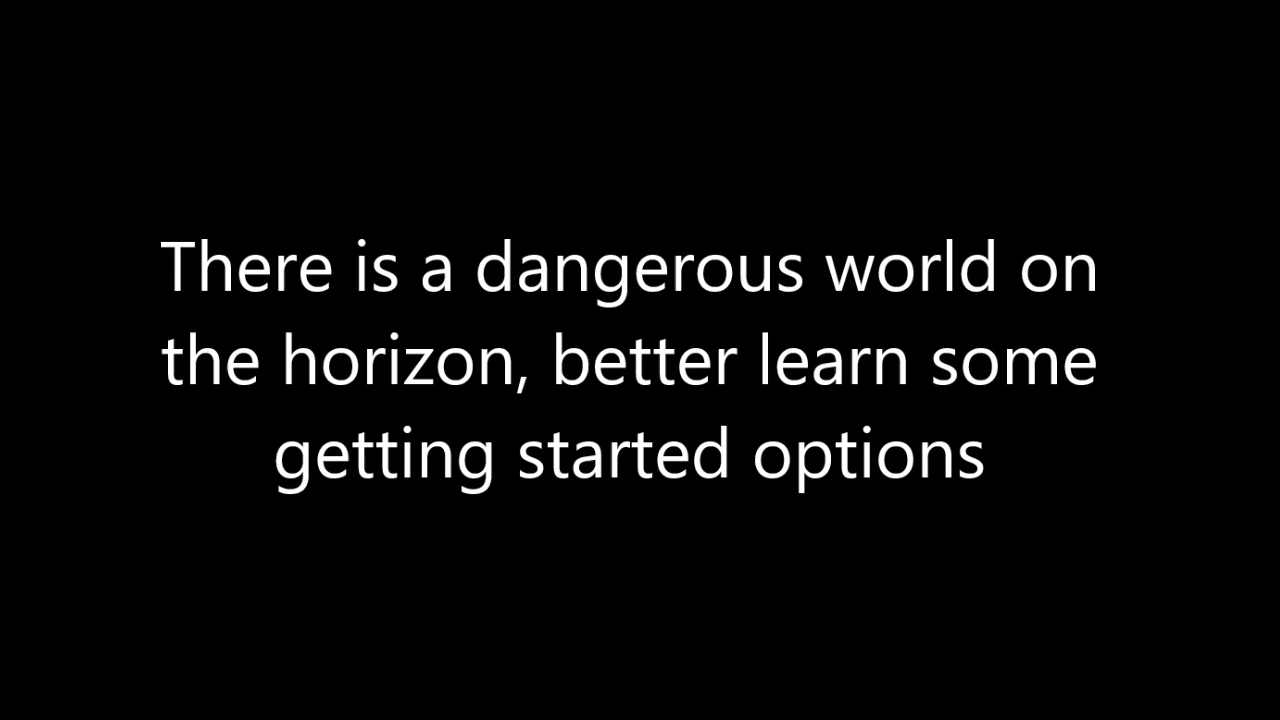 There is a dangerous world on
the horizon, better learn some
getting started options